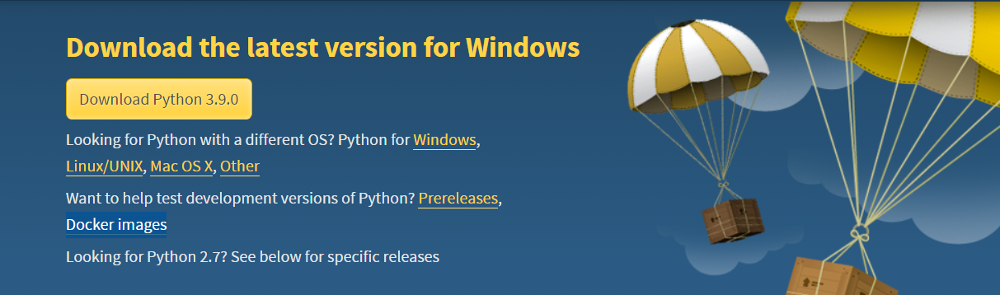 Download the latest version for Windows
Download Python 3.9.0
Looking for Python with a different OS? Python for Windows,
Linux/UNIX, Mac OS X, Other
Want to help test development versions of Python? Prereleases,
Docker images
Looking for Python 2.7? See below for specific releases